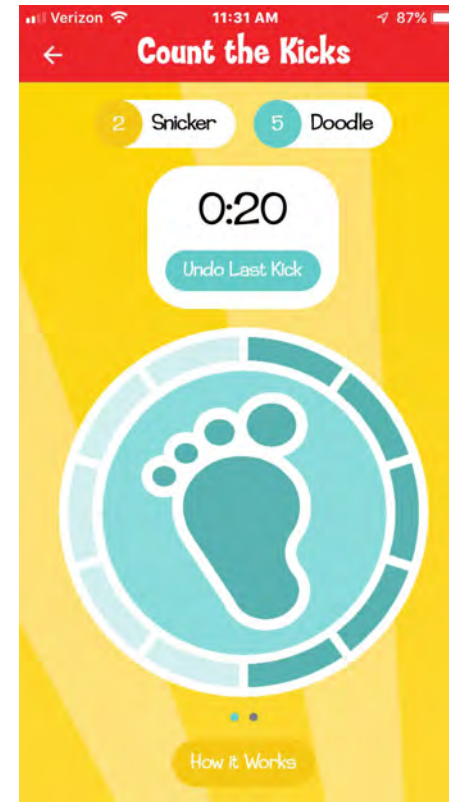 Verizon 11:31 AM 87%
Count the Kicks
2 Snicker 5 Doodle
0:20
Undo Last Kick
How it Works